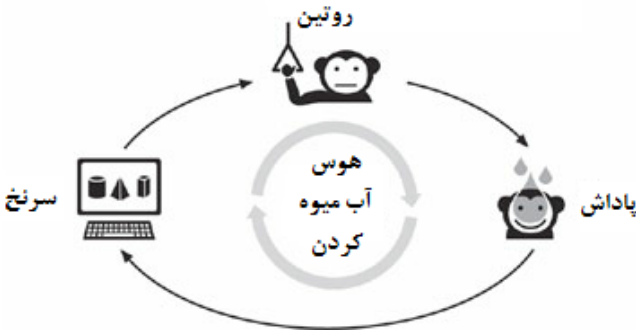 روتین
هوس
آب میوه
کردن
سرنخ
پاداش